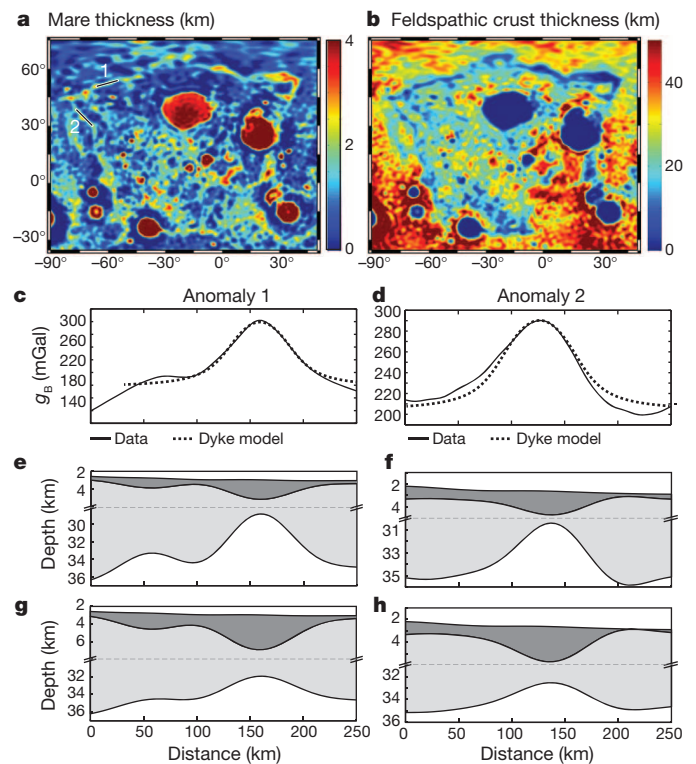 a Mare thickness (km)
b Feldspathic crust thickness (km)
60°
30°
0°
−30°
1
2
−90° −60° −30° 0° 30°
4
2
0
−90° −60° −30° 0° 30°
40
20
0
c Anomaly 1
d Anomaly 2
g_B (mGal)
300
260
220
180
140
300
290
260
230
200
Data Dyke model
Data Dyke model
e
f
Depth (km)
2
4
30
32
34
36
2
4
31
33
35
g
h
Depth (km)
2
4
6
32
34
36
2
4
32
34
36
0 50 100 150 200 250
0 50 100 150 200 250
Distance (km)
Distance (km)